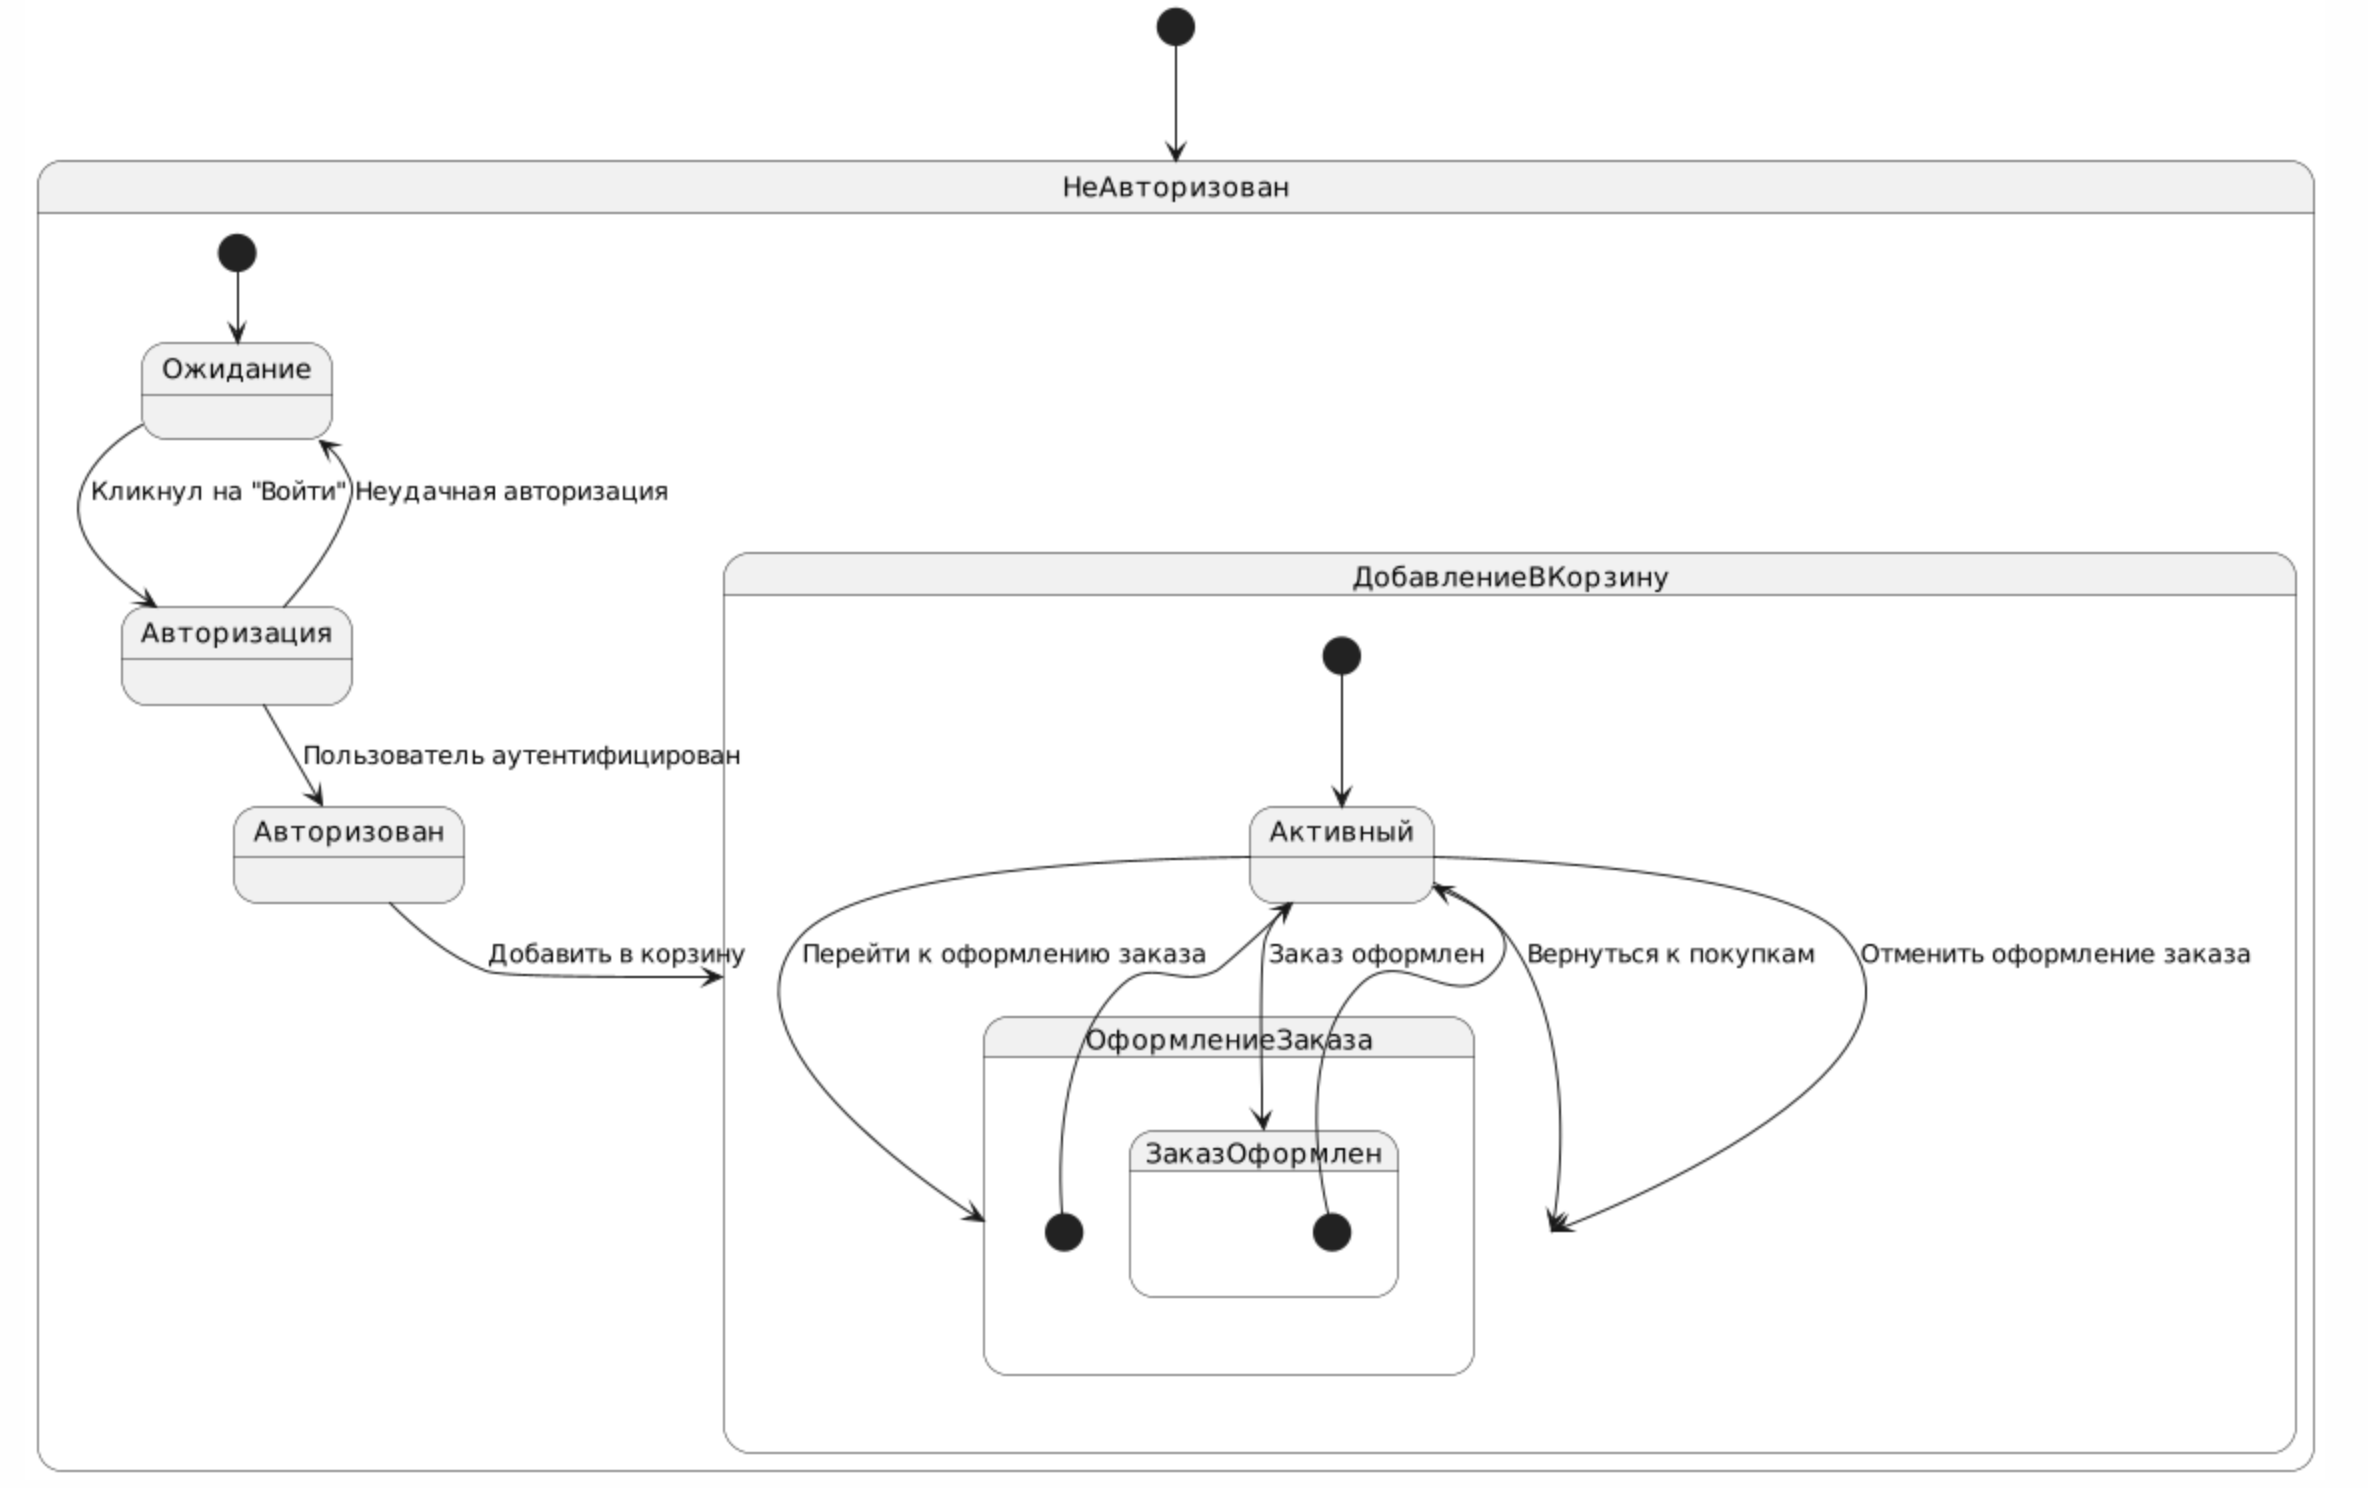 НеАвторизован
Ожидание
Кликнул на "Войти"
Неудачная авторизация
ДобавлениеВКорзину
Авторизация
Пользователь аутентифицирован
Авторизован
Активный
Добавить в корзину
Перейти к оформлению заказа
Заказ оформлен
Вернуться к покупкам
Отменить оформление заказа
ОформлениеЗаказа
ЗаказОформлен